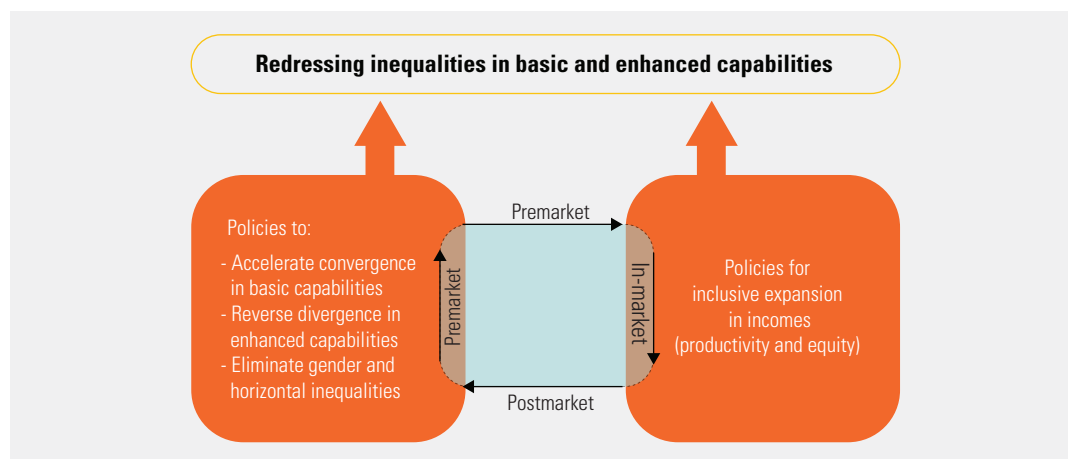 Redressing inequalities in basic and enhanced capabilities
Policies to:
- Accelerate convergence
in basic capabilities
- Reverse divergence in
enhanced capabilities
- Eliminate gender and
horizontal inequalities
Premarket
Premarket
In-market
Postmarket
Policies for
inclusive expansion
in incomes
(productivity and equity)